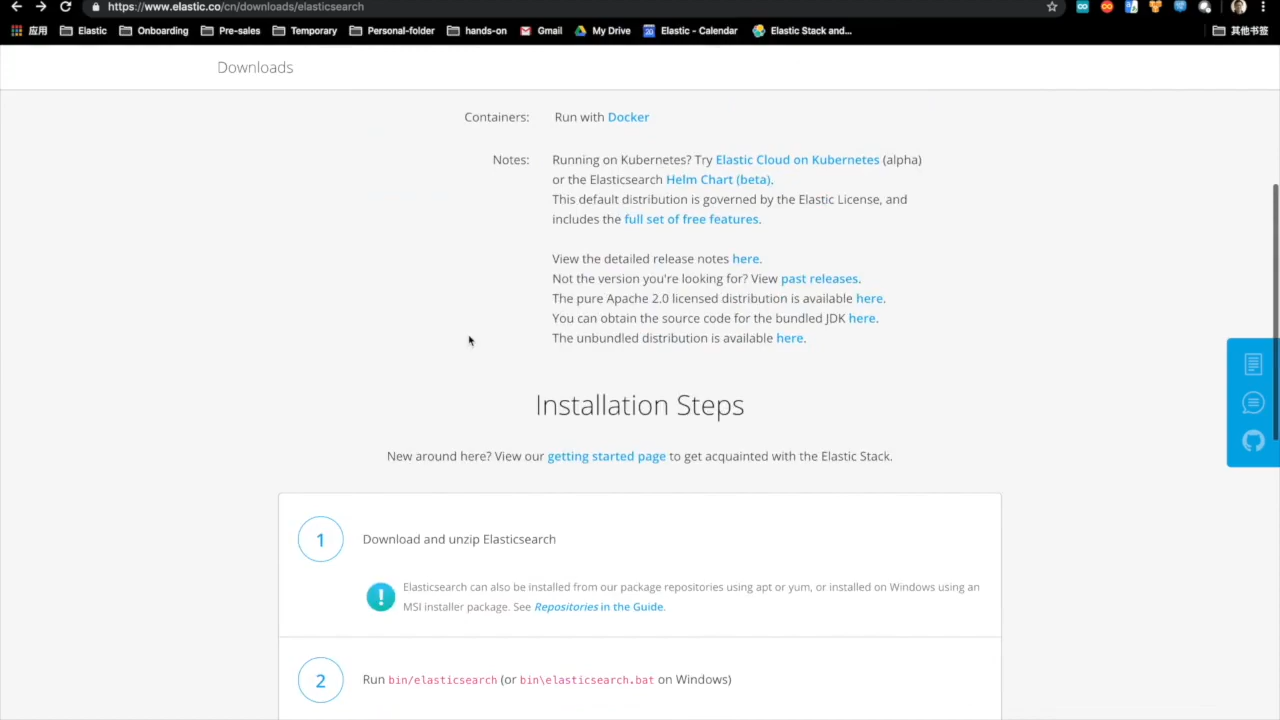 https://www.elastic.co/cn/downloads/elasticsearch
应用 Elastic Onboarding Pre-sales Temporary Personal-folder hands-on Gmail My Drive Elastic - Calendar Elastic Stack and... 其他书签
Downloads
Containers: Run with Docker
Notes: Running on Kubernetes? Try Elastic Cloud on Kubernetes (alpha)
or the Elasticsearch Helm Chart (beta).
This default distribution is governed by the Elastic License, and
includes the full set of free features.
View the detailed release notes here.
Not the version you're looking for? View past releases.
The pure Apache 2.0 licensed distribution is available here.
You can obtain the source code for the bundled JDK here.
The unbundled distribution is available here.
Installation Steps
New around here? View our getting started page to get acquainted with the Elastic Stack.
1 Download and unzip Elasticsearch
! Elasticsearch can also be installed from our package repositories using apt or yum, or installed on Windows using an
MSI installer package. See Repositories in the Guide.
2 Run bin/elasticsearch (or bin\elasticsearch.bat on Windows)